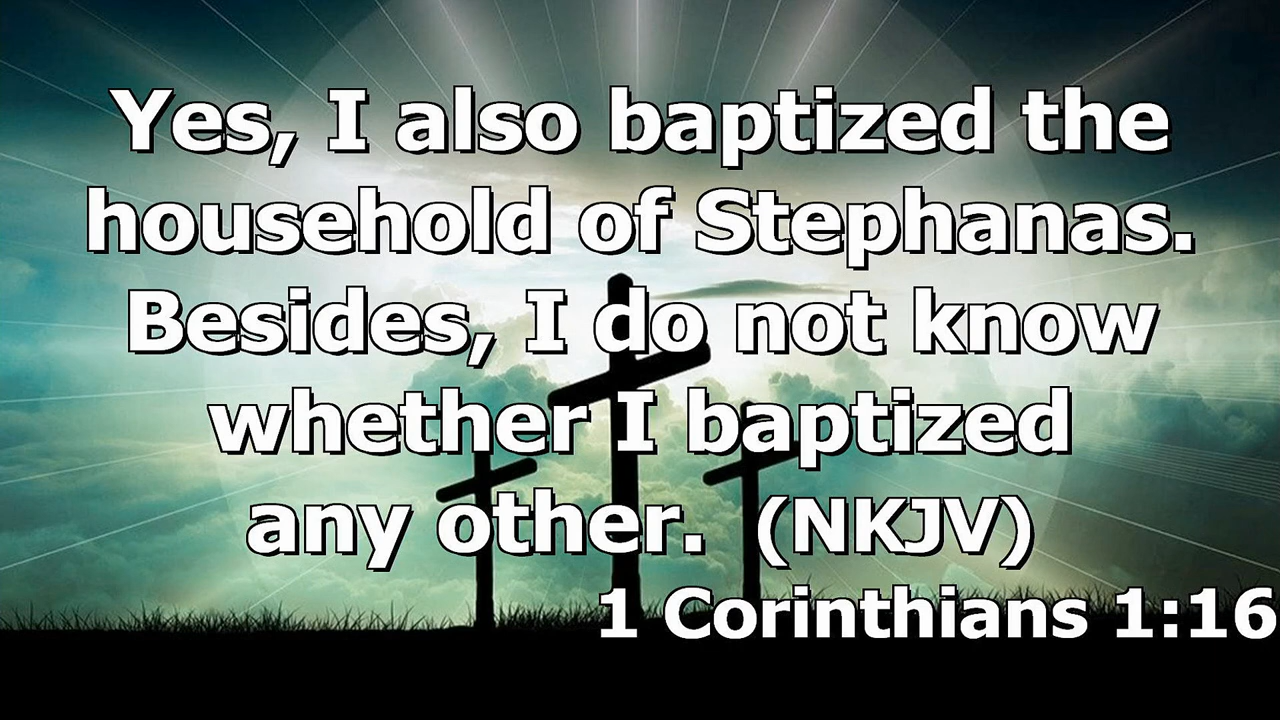 Yes, I also baptized the
household of Stephanas.
Besides, I do not know
whether I baptized
any other. (NKJV)
1 Corinthians 1:16